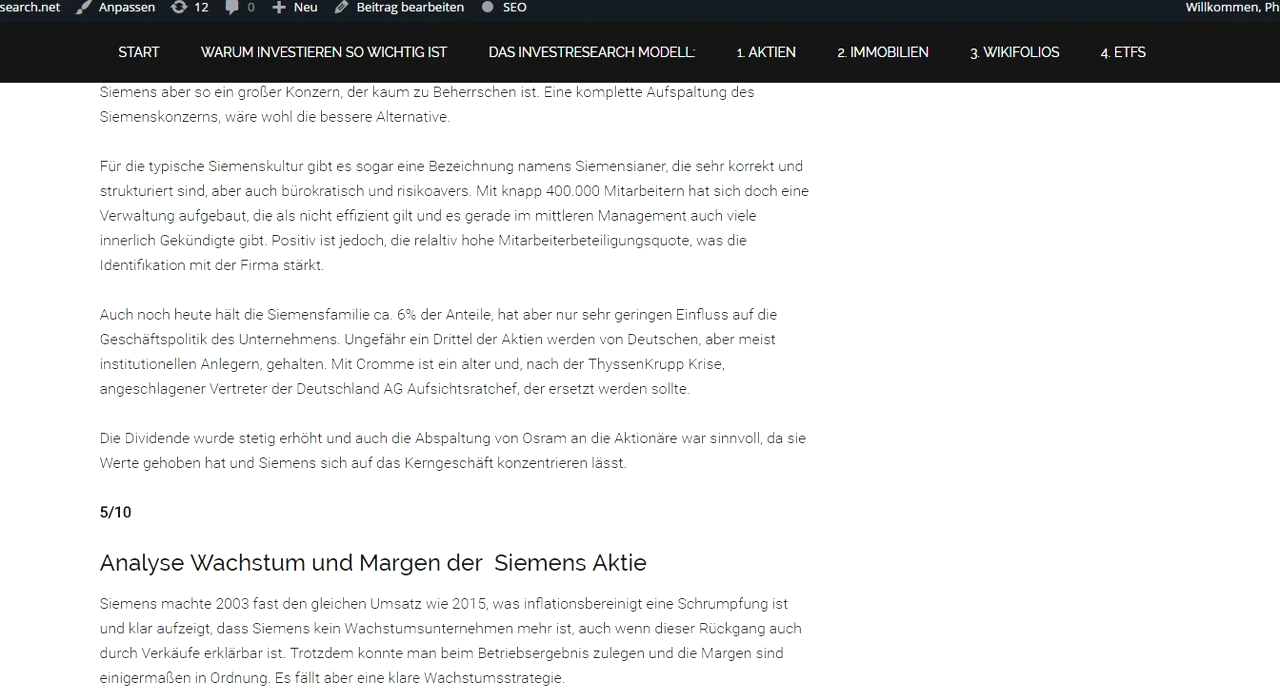 search.net Anpassen 12 0 Neu Beitrag bearbeiten SEO Willkommen, Ph
START WARUM INVESTIEREN SO WICHTIG IST DAS INVESTRESEARCH MODELL: 1. AKTIEN 2. IMMOBILIEN 3. WIKIFOLIOS 4. ETFS
Siemens aber so ein großer Konzern, der kaum zu Beherrschen ist. Eine komplette Aufspaltung des
Siemenskonzerns, wäre wohl die bessere Alternative.
Für die typische Siemenskultur gibt es sogar eine Bezeichnung namens Siemensianer, die sehr korrekt und
strukturiert sind, aber auch bürokratisch und risikoavers. Mit knapp 400.000 Mitarbeitern hat sich doch eine
Verwaltung aufgebaut, die als nicht effizient gilt und es gerade im mittleren Management auch viele
innerlich Gekündigte gibt. Positiv ist jedoch, die relaltiv hohe Mitarbeiterbeteiligungsquote, was die
Identifikation mit der Firma stärkt.
Auch noch heute hält die Siemensfamilie ca. 6% der Anteile, hat aber nur sehr geringen Einfluss auf die
Geschäftspolitik des Unternehmens. Ungefähr ein Drittel der Aktien werden von Deutschen, aber meist
institutionellen Anlegern, gehalten. Mit Cromme ist ein alter und, nach der ThyssenKrupp Krise,
angeschlagener Vertreter der Deutschland AG Aufsichtsratchef, der ersetzt werden sollte.
Die Dividende wurde stetig erhöht und auch die Abspaltung von Osram an die Aktionäre war sinnvoll, da sie
Werte gehoben hat und Siemens sich auf das Kerngeschäft konzentrieren lässt.
5/10
Analyse Wachstum und Margen der  Siemens Aktie
Siemens machte 2003 fast den gleichen Umsatz wie 2015, was inflationsbereinigt eine Schrumpfung ist
und klar aufzeigt, dass Siemens kein Wachstumsunternehmen mehr ist, auch wenn dieser Rückgang auch
durch Verkäufe erklärbar ist. Trotzdem konnte man beim Betriebsergebnis zulegen und die Margen sind
einigermaßen in Ordnung. Es fällt aber eine klare Wachstumsstrategie.